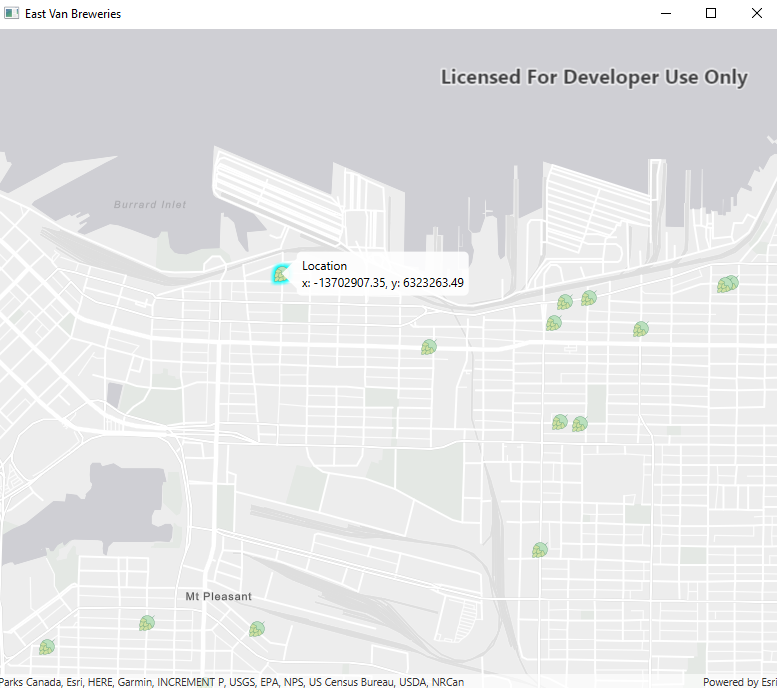 East Van Breweries
Licensed For Developer Use Only
Burrard Inlet
Location
x: -13702907.35, y: 6323263.49
Mt Pleasant
Parks Canada, Esri, HERE, Garmin, INCREMENT P, USGS, EPA, NPS, US Census Bureau, USDA, NRCan
Powered by Esri